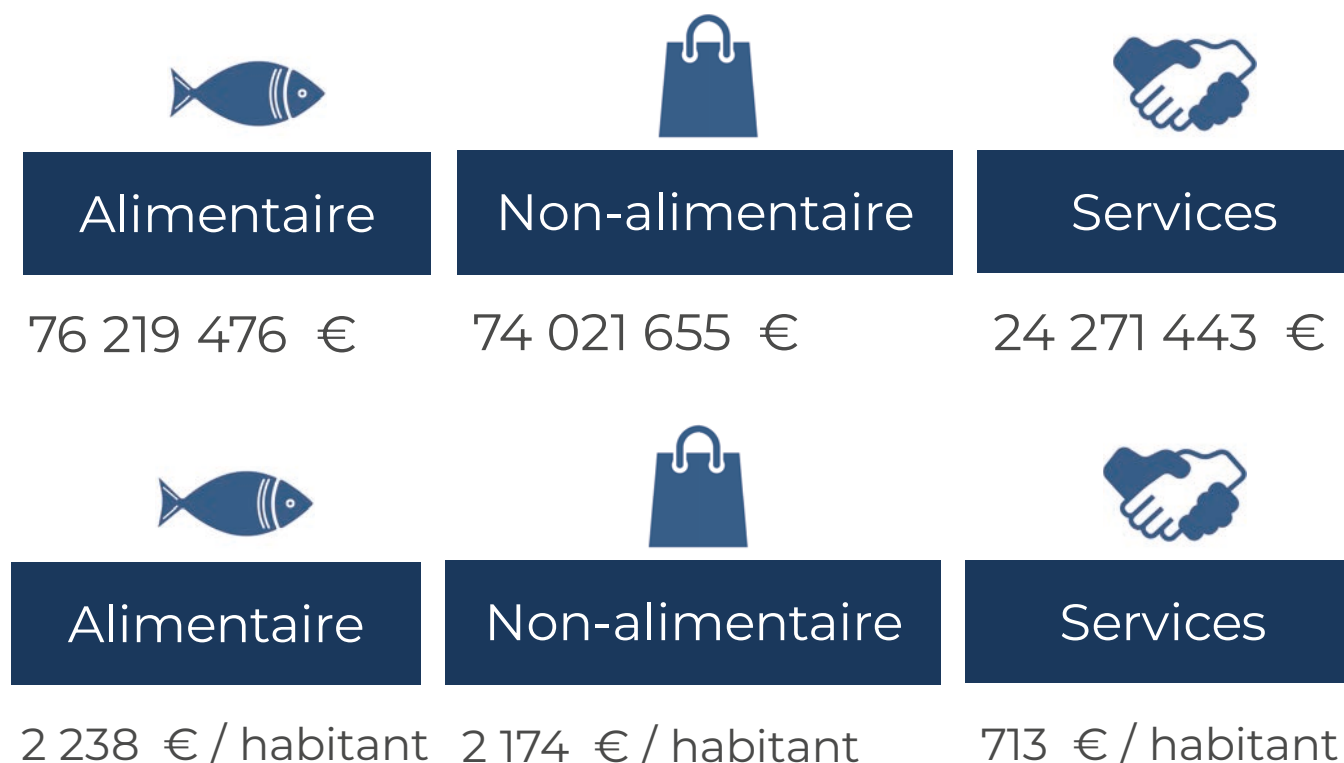 Alimentaire
Non-alimentaire
Services
76 219 476 €
74 021 655 €
24 271 443 €
Alimentaire
Non-alimentaire
Services
2 238 € / habitant
2 174 € / habitant
713 € / habitant